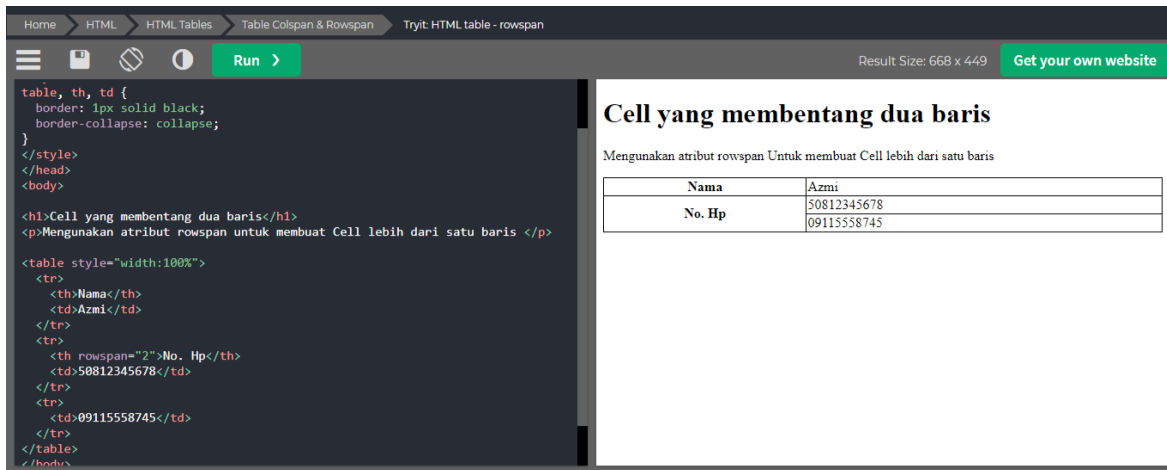 Home HTML HTML Tables Table Colspan & Rowspan Tryit: HTML table - rowspan
Run ❯ Result Size: 668 x 449 Get your own website
table, th, td {
  border: 1px solid black;
  border-collapse: collapse;
}
</style>
</head>
<body>
<h1>Cell yang membentang dua baris</h1>
<p>Mengunakan atribut rowspan untuk membuat Cell lebih dari satu baris </p>
<table style="width:100%">
  <tr>
    <th>Nama</th>
    <td>Azmi</td>
  </tr>
  <tr>
    <th rowspan="2">No. Hp</th>
    <td>50812345678</td>
  </tr>
  <tr>
    <td>09115558745</td>
  </tr>
</table>
</body>
Cell yang membentang dua baris
Mengunakan atribut rowspan Untuk membuat Cell lebih dari satu baris
Nama Azmi
No. Hp 50812345678
09115558745